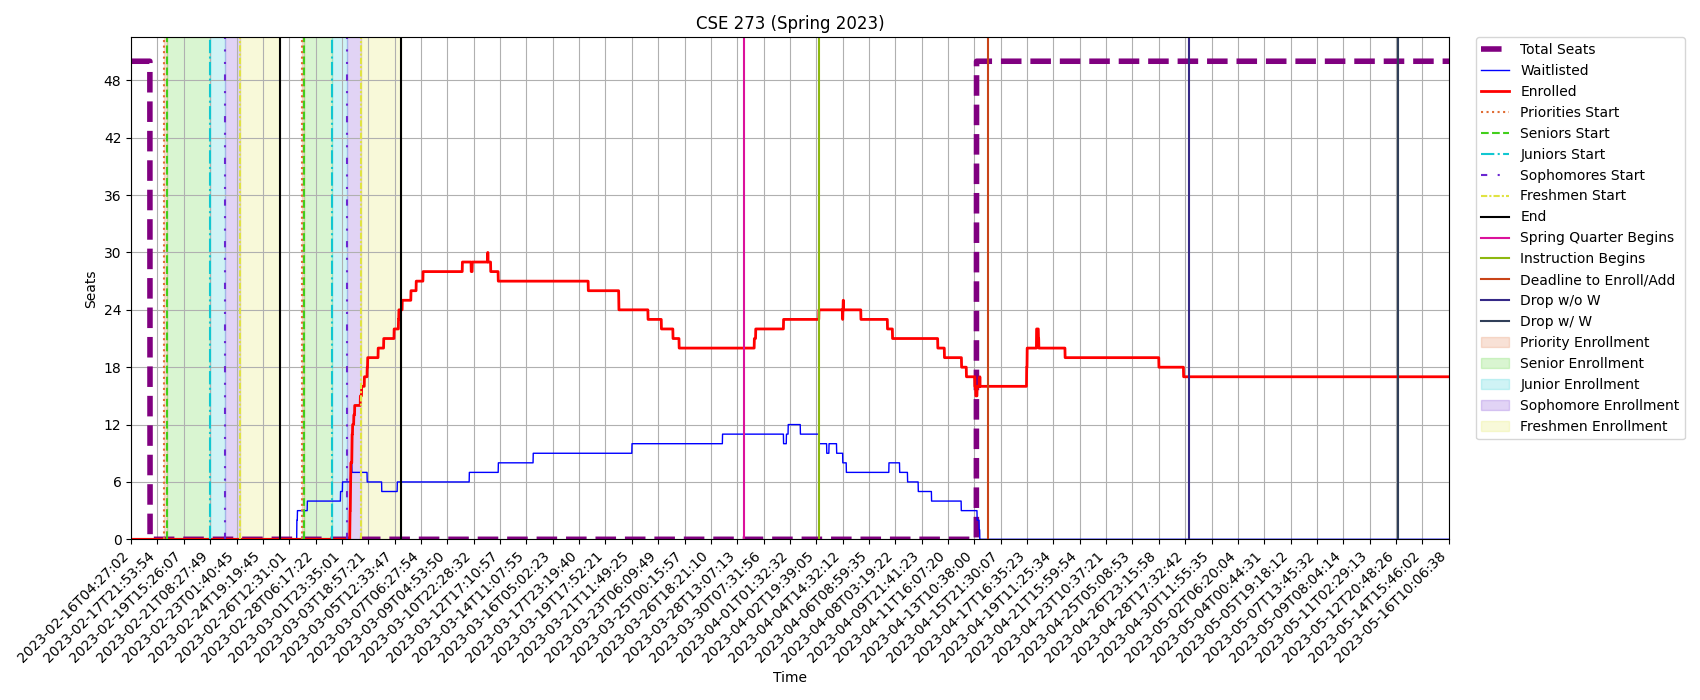 CSE 273 (Spring 2023)
Seats
48
42
36
30
24
18
12
6
0
2023-02-16T04:27:02
2023-02-17T21:53:54
2023-02-19T15:26:07
2023-02-21T08:27:49
2023-02-23T01:40:45
2023-02-24T19:19:45
2023-02-26T12:31:01
2023-02-28T06:17:22
2023-03-01T23:35:01
2023-03-03T18:57:21
2023-03-05T12:33:47
2023-03-07T06:27:54
2023-03-09T04:53:50
2023-03-10T22:28:32
2023-03-12T17:10:57
2023-03-14T11:07:55
2023-03-16T05:02:23
2023-03-17T23:19:40
2023-03-19T17:52:21
2023-03-21T11:49:25
2023-03-23T06:09:49
2023-03-25T00:15:57
2023-03-26T18:21:10
2023-03-28T13:07:13
2023-03-30T07:31:56
2023-04-01T01:32:32
2023-04-02T19:39:05
2023-04-04T14:32:12
2023-04-06T08:59:35
2023-04-08T03:19:22
2023-04-09T21:41:23
2023-04-11T16:07:20
2023-04-13T10:38:00
2023-04-15T21:30:07
2023-04-17T16:35:23
2023-04-19T11:25:34
2023-04-21T15:59:54
2023-04-23T10:37:21
2023-04-25T05:08:53
2023-04-26T23:15:58
2023-04-28T17:32:42
2023-04-30T11:55:35
2023-05-02T06:20:04
2023-05-04T00:44:31
2023-05-05T19:18:12
2023-05-07T13:45:32
2023-05-09T08:04:14
2023-05-11T02:29:13
2023-05-12T20:48:26
2023-05-14T15:46:02
2023-05-16T10:06:38
Time
Total Seats
Waitlisted
Enrolled
Priorities Start
Seniors Start
Juniors Start
Sophomores Start
Freshmen Start
End
Spring Quarter Begins
Instruction Begins
Deadline to Enroll/Add
Drop w/o W
Drop w/ W
Priority Enrollment
Senior Enrollment
Junior Enrollment
Sophomore Enrollment
Freshmen Enrollment